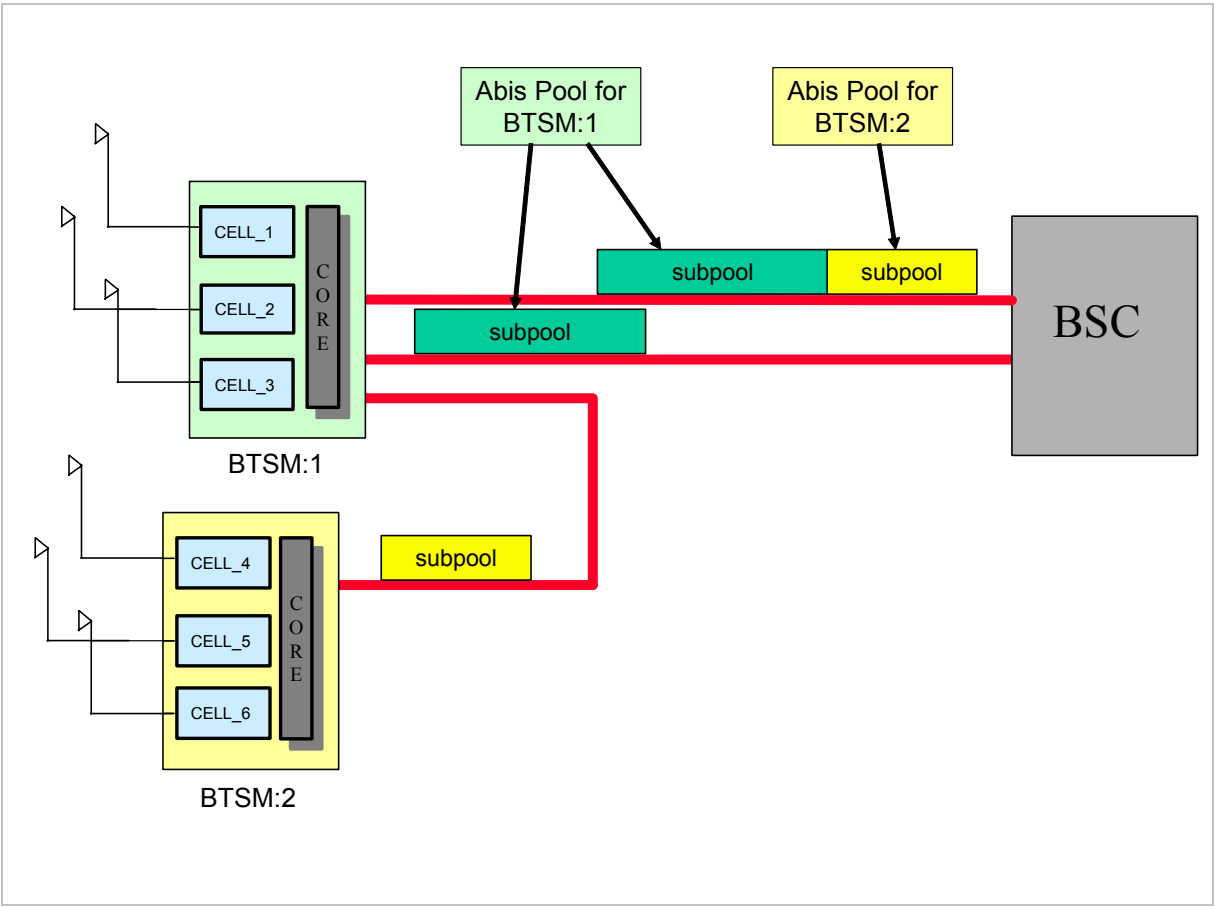 Abis Pool for
BTSM:1
Abis Pool for
BTSM:2
CELL_1
CELL_2
CELL_3
C
O
R
E
BTSM:1
subpool
subpool
subpool
BSC
CELL_4
CELL_5
CELL_6
C
O
R
E
BTSM:2
subpool